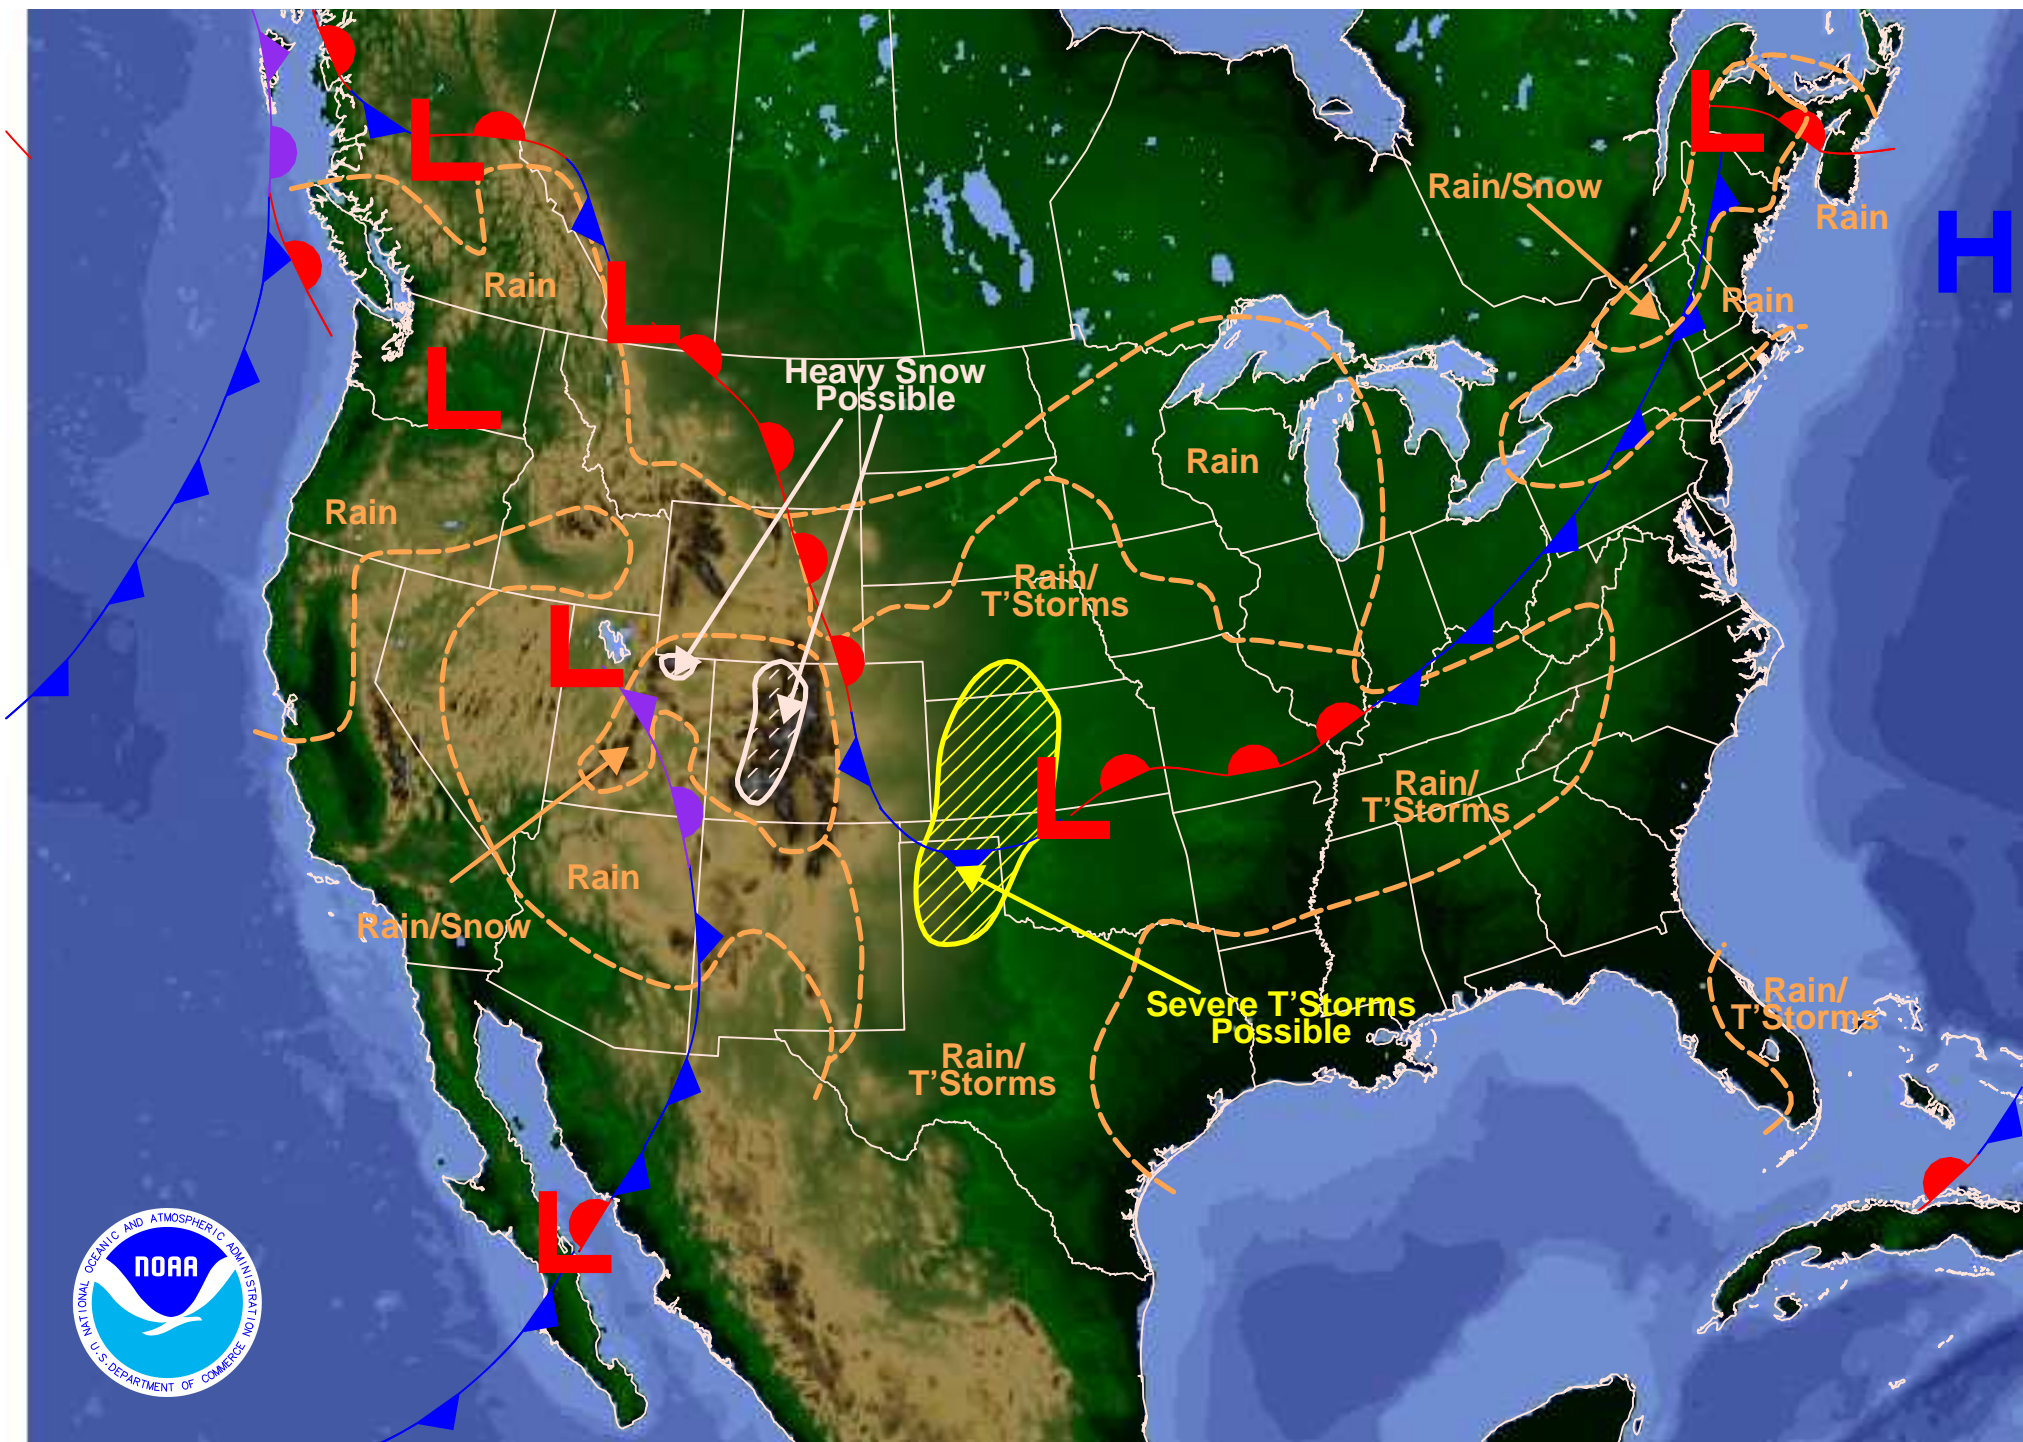 L
L
Rain/Snow
Rain
H
L
Rain
Rain
L
Heavy Snow
Possible
Rain
Rain
Rain/
T'Storms
L
L
Rain/
T'Storms
Rain
Rain/Snow
Severe T'Storms
Possible
Rain/
T'Storms
Rain/
T'Storms
L
NATIONAL OCEANIC AND ATMOSPHERIC ADMINISTRATION
NOAA
U.S. DEPARTMENT OF COMMERCE